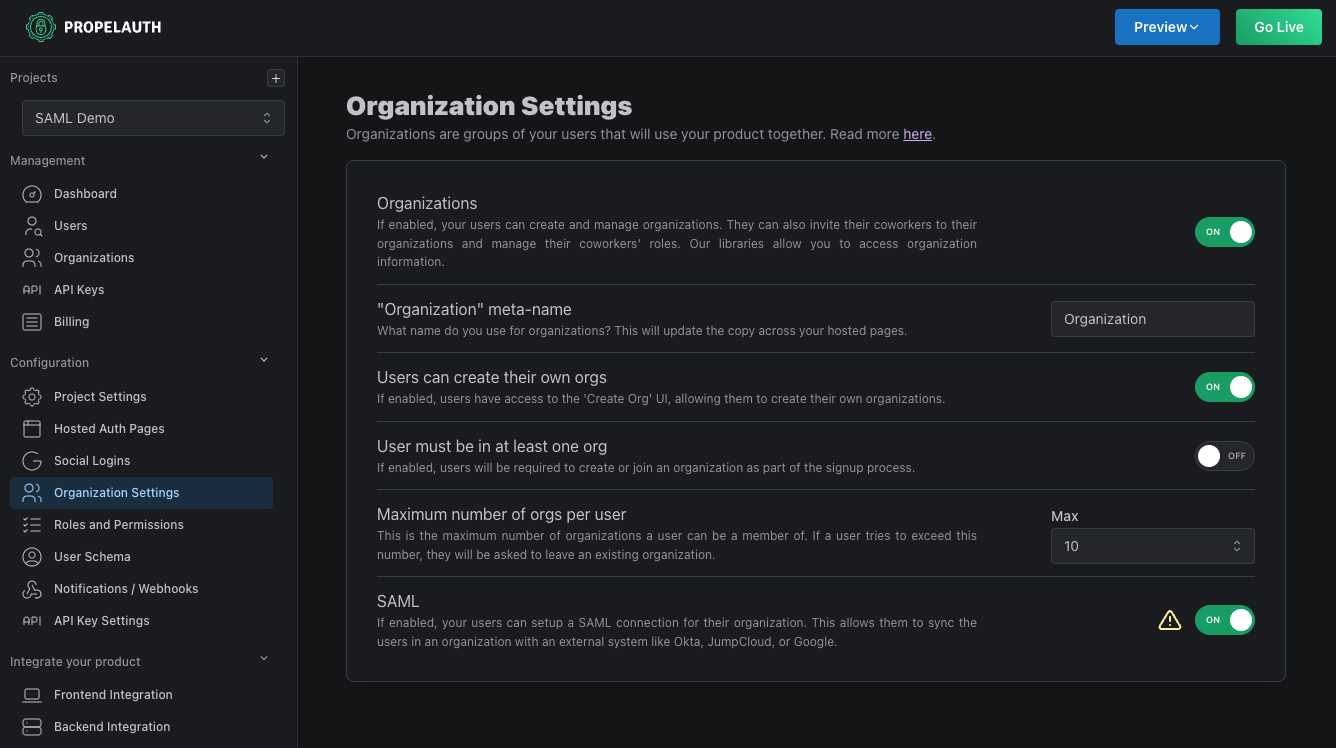 PROPELAUTH
Preview
Go Live
Projects
+
SAML Demo
Management
Dashboard
Users
Organizations
API API Keys
Billing
Configuration
Project Settings
Hosted Auth Pages
Social Logins
Organization Settings
Roles and Permissions
User Schema
Notifications / Webhooks
API API Key Settings
Integrate your product
Frontend Integration
Backend Integration
Organization Settings
Organizations are groups of your users that will use your product together. Read more here.
Organizations
If enabled, your users can create and manage organizations. They can also invite their coworkers to their
organizations and manage their coworkers' roles. Our libraries allow you to access organization
information.
ON
"Organization" meta-name
What name do you use for organizations? This will update the copy across your hosted pages.
Organization
Users can create their own orgs
If enabled, users have access to the 'Create Org' UI, allowing them to create their own organizations.
ON
User must be in at least one org
If enabled, users will be required to create or join an organization as part of the signup process.
OFF
Maximum number of orgs per user
This is the maximum number of organizations a user can be a member of. If a user tries to exceed this
number, they will be asked to leave an existing organization.
Max
10
SAML
If enabled, your users can setup a SAML connection for their organization. This allows them to sync the
users in an organization with an external system like Okta, JumpCloud, or Google.
ON